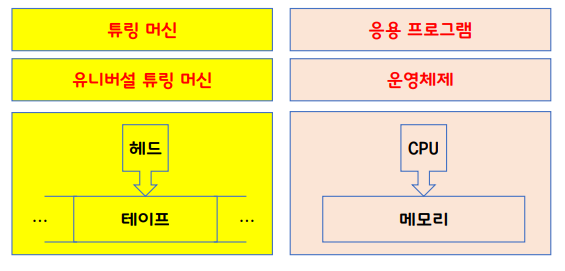 튜링 머신
유니버설 튜링 머신
헤드
... 테이프 ...
응용 프로그램
운영체제
CPU
메모리